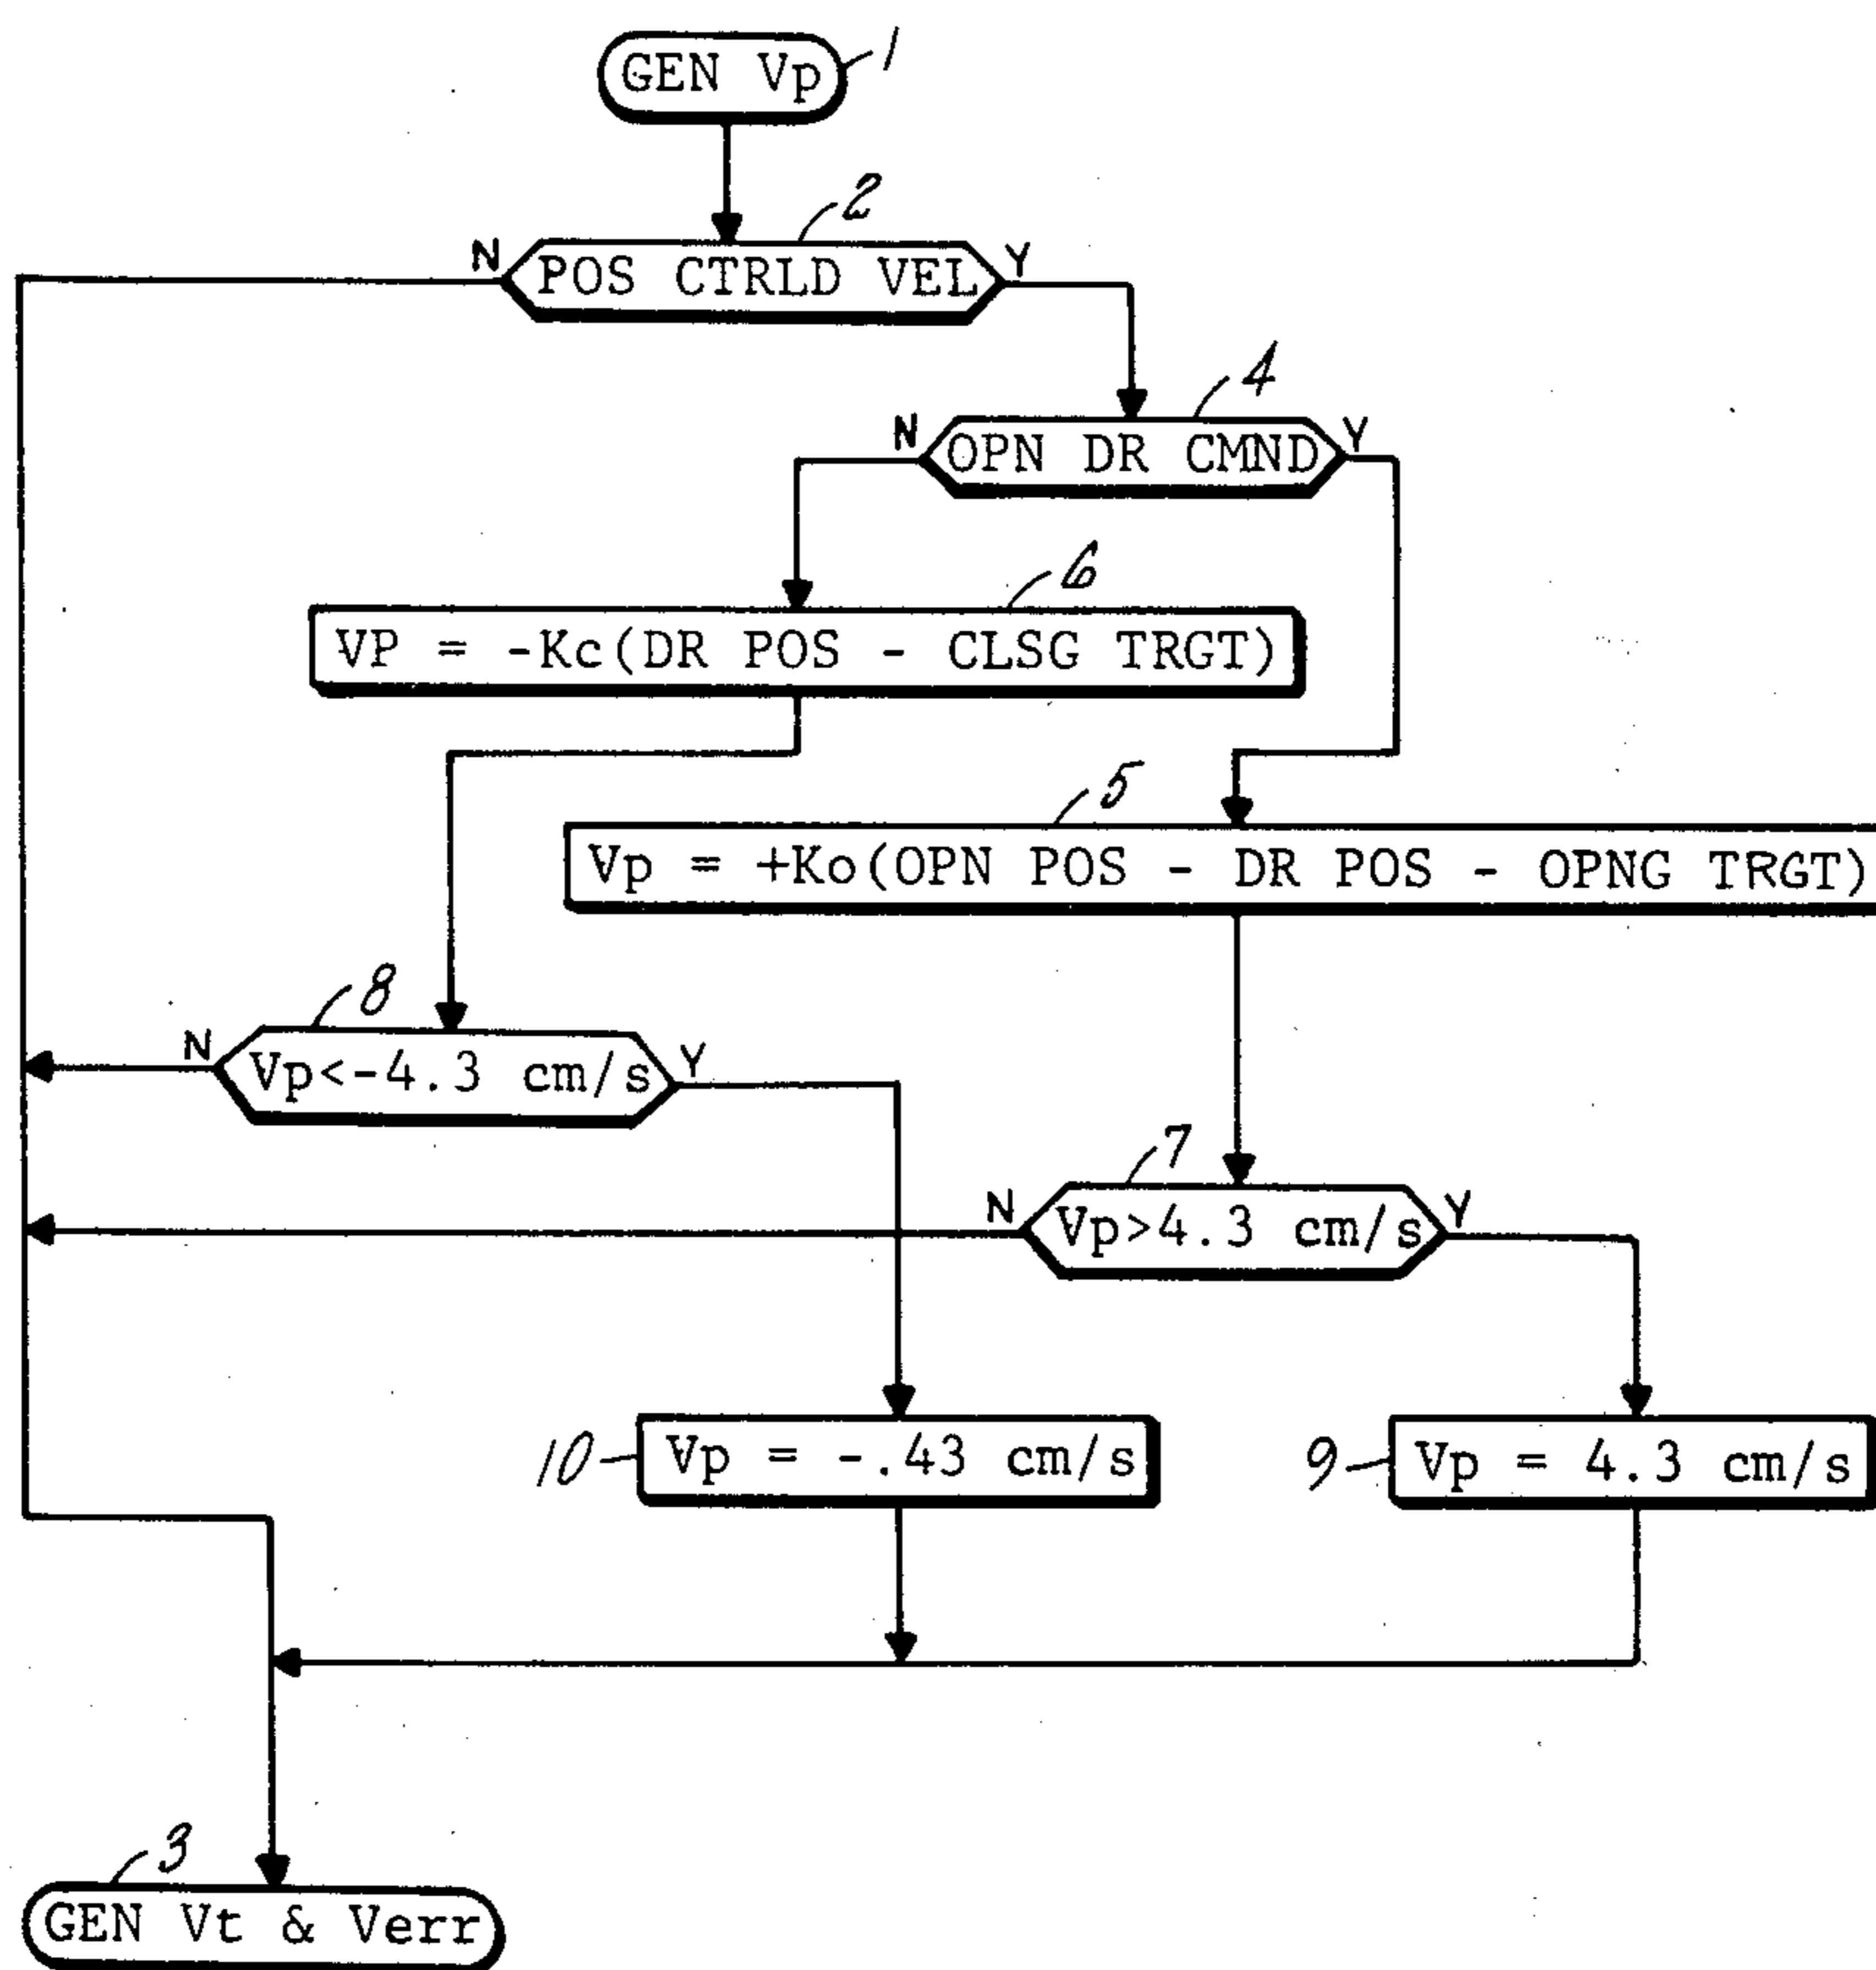 GEN Vp
1
2
N
POS CTRLD VEL
Y
4
N
OPN DR CMND
Y
6
VP = -Kc(DR POS - CLSG TRGT)
5
Vp = +Ko(OPN POS - DR POS - OPNG TRGT)
8
N
Vp<-4.3 cm/s
Y
7
N
Vp>4.3 cm/s
Y
10
Vp = -.43 cm/s
9
Vp = 4.3 cm/s
3
GEN Vt & Verr